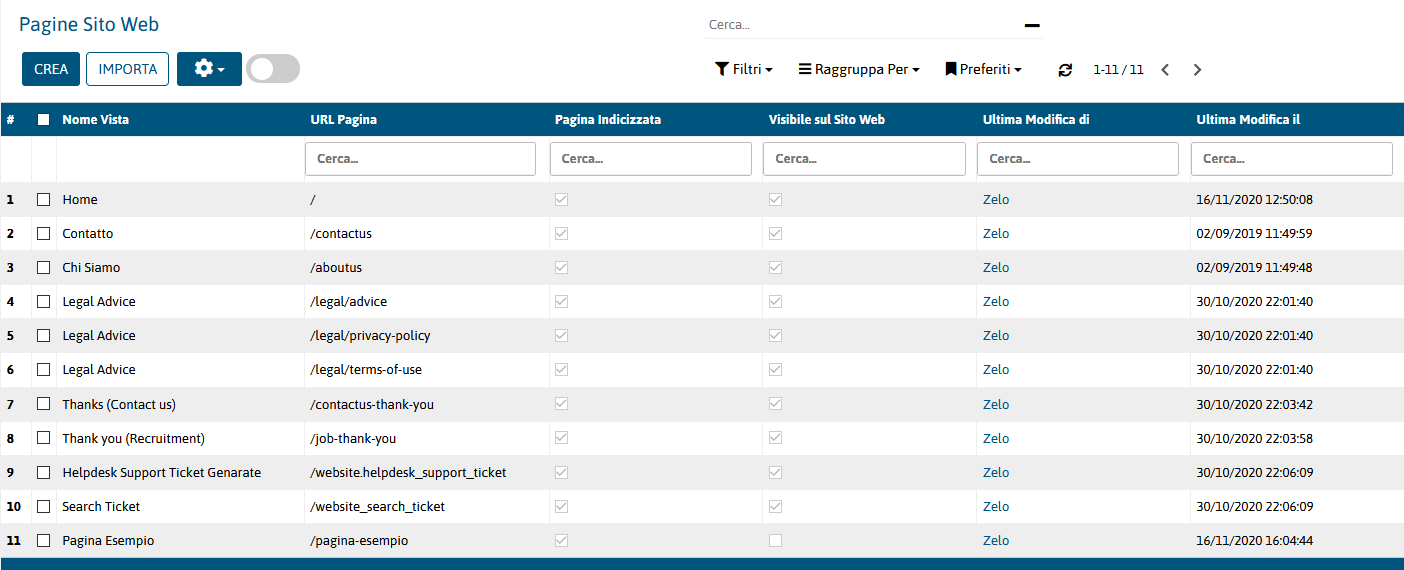 Pagine Sito Web
Cerca...
CREA IMPORTA
Filtri Raggruppa Per Preferiti 1-11 / 11
# Nome Vista URL Pagina Pagina Indicizzata Visibile sul Sito Web Ultima Modifica di Ultima Modifica il
Cerca... Cerca... Cerca... Cerca... Cerca...
1 Home / Zelo 16/11/2020 12:50:08
2 Contatto /contactus Zelo 02/09/2019 11:49:59
3 Chi Siamo /aboutus Zelo 02/09/2019 11:49:48
4 Legal Advice /legal/advice Zelo 30/10/2020 22:01:40
5 Legal Advice /legal/privacy-policy Zelo 30/10/2020 22:01:40
6 Legal Advice /legal/terms-of-use Zelo 30/10/2020 22:01:40
7 Thanks (Contact us) /contactus-thank-you Zelo 30/10/2020 22:03:42
8 Thank you (Recruitment) /job-thank-you Zelo 30/10/2020 22:03:58
9 Helpdesk Support Ticket Genarate /website.helpdesk_support_ticket Zelo 30/10/2020 22:06:09
10 Search Ticket /website_search_ticket Zelo 30/10/2020 22:06:09
11 Pagina Esempio /pagina-esempio Zelo 16/11/2020 16:04:44